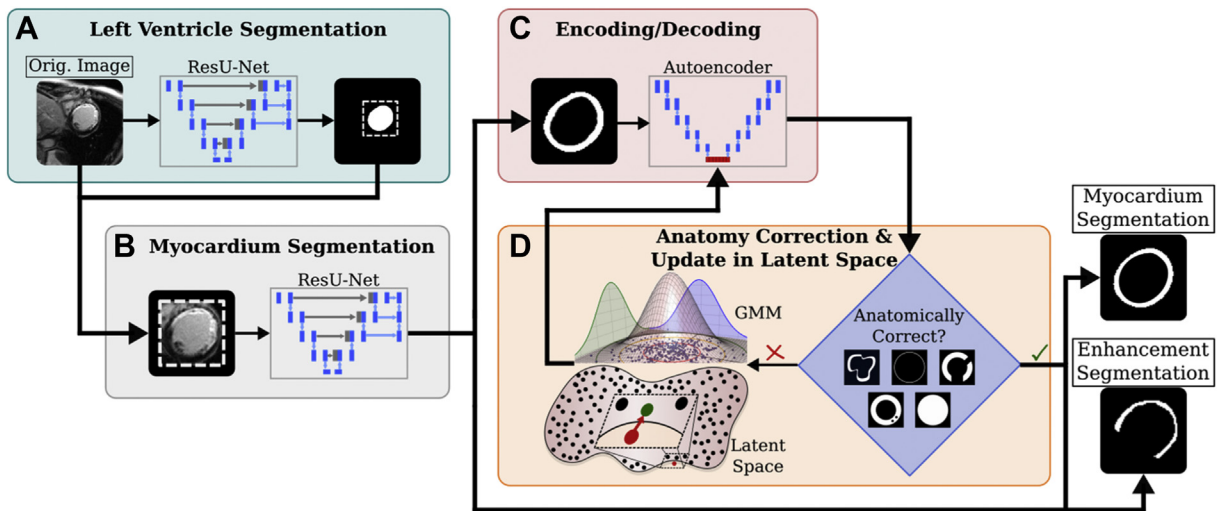 A
Left Ventricle Segmentation
Orig. Image
ResU-Net
B
Myocardium Segmentation
ResU-Net
C
Encoding/Decoding
Autoencoder
D
Anatomy Correction &
Update in Latent Space
GMM
Anatomically
Correct?
Latent
Space
Myocardium
Segmentation
Enhancement
Segmentation